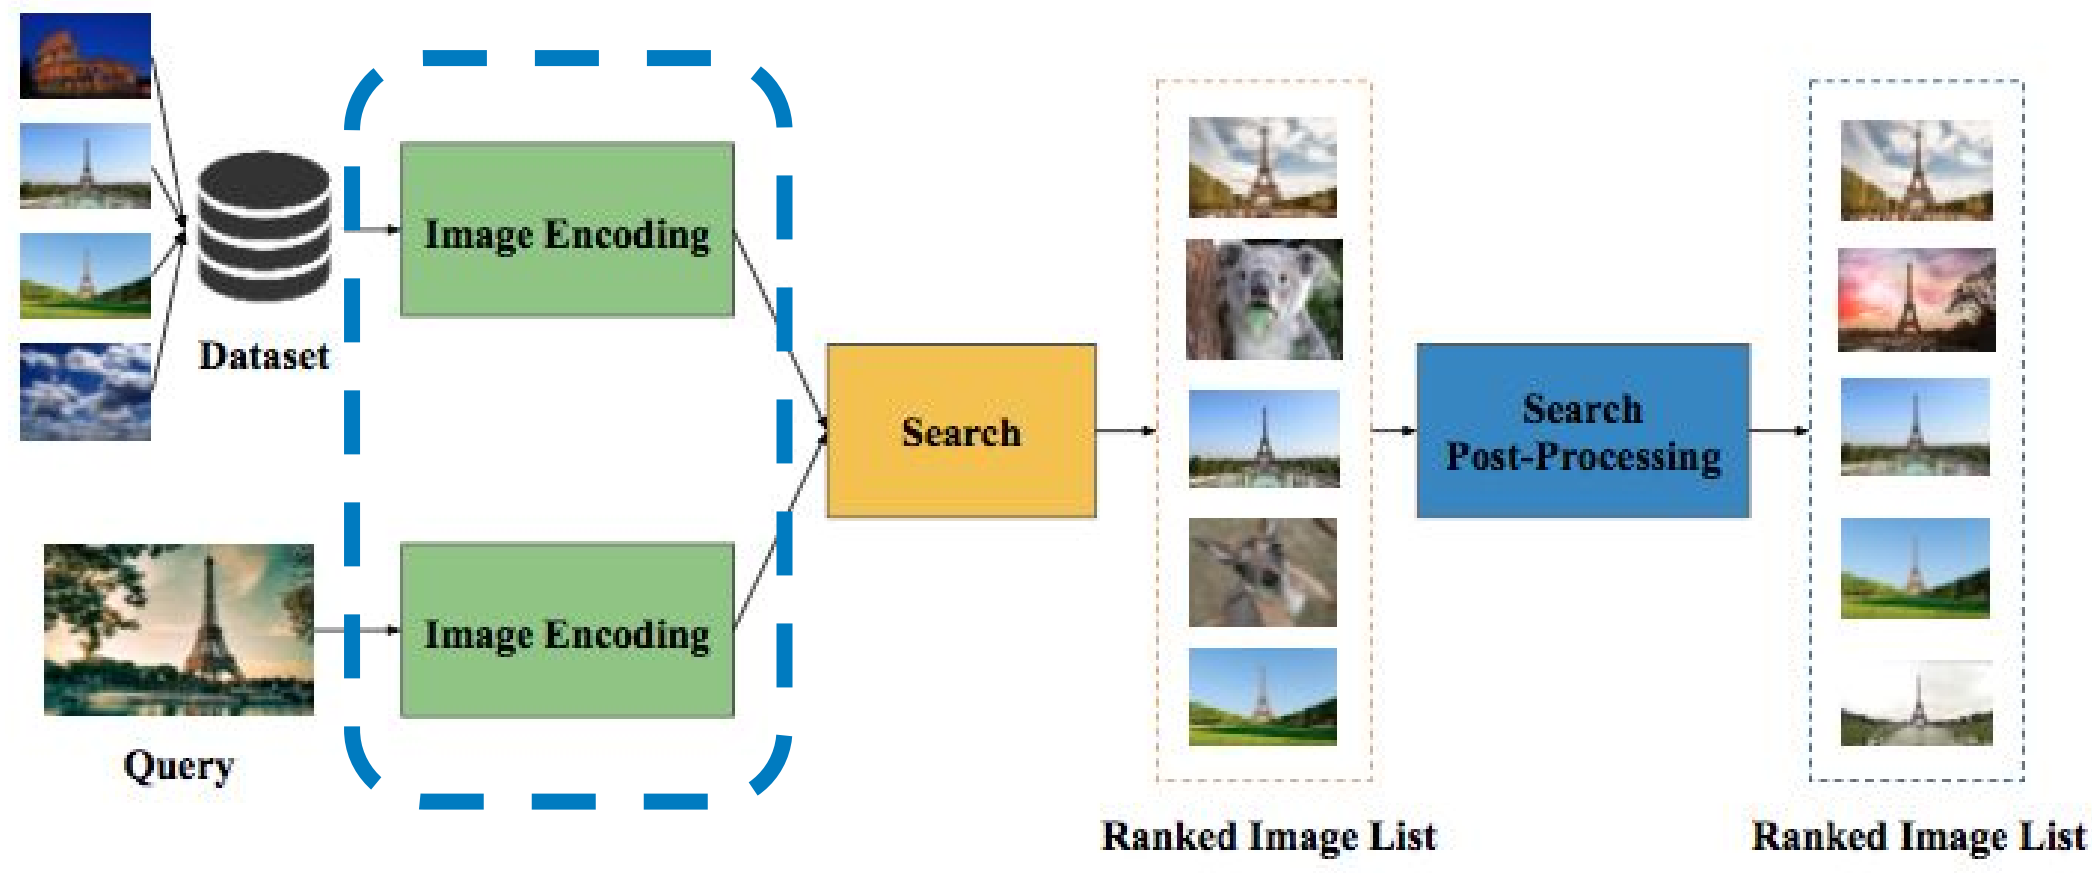 Image Encoding
Dataset
Search
Search
Post-Processing
Image Encoding
Query
Ranked Image List
Ranked Image List